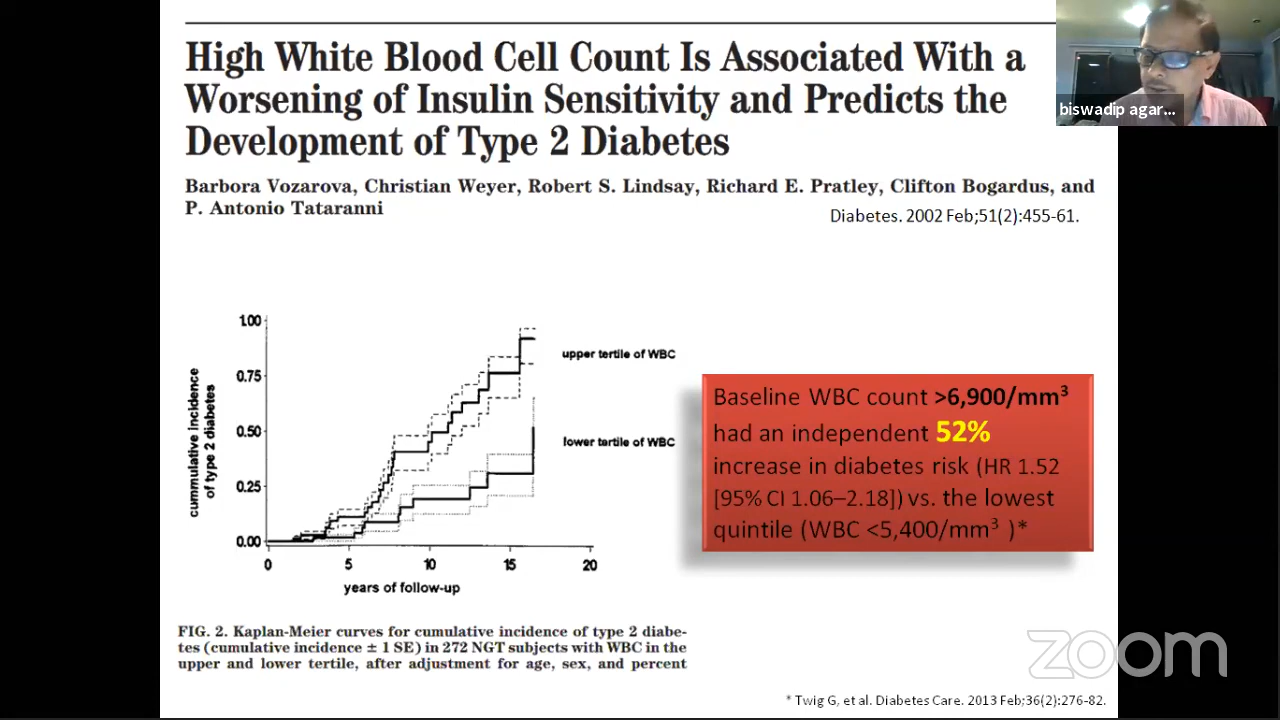 High White Blood Cell Count Is Associated With a
Worsening of Insulin Sensitivity and Predicts the
Development of Type 2 Diabetes
biswadip agar...
Barbora Vozarova, Christian Weyer, Robert S. Lindsay, Richard E. Pratley, Clifton Bogardus, and
P. Antonio Tataranni
Diabetes. 2002 Feb;51(2):455-61.
cummulative incidence
of type 2 diabetes
1.00
0.75
0.50
0.25
0.00
0 5 10 15 20
years of follow-up
upper tertile of WBC
lower tertile of WBC
Baseline WBC count >6,900/mm³
had an independent 52%
increase in diabetes risk (HR 1.52
[95% CI 1.06–2.18]) vs. the lowest
quintile (WBC <5,400/mm³ )*
FIG. 2. Kaplan-Meier curves for cumulative incidence of type 2 diabe-
tes (cumulative incidence ± 1 SE) in 272 NGT subjects with WBC in the
upper and lower tertile, after adjustment for age, sex, and percent
zoom
* Twig G, et al. Diabetes Care. 2013 Feb;36(2):276-82.